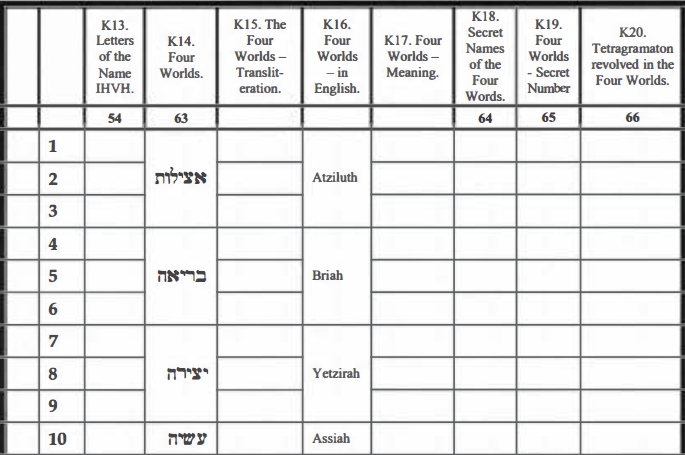 K13. Letters of the Name IHVH.
K14. Four Worlds.
K15. The Four Worlds – Translit- eration.
K16. Four Worlds – in English.
K17. Four Worlds – Meaning.
K18. Secret Names of the Four Words.
K19. Four Worlds - Secret Number
K20. Tetragramaton revolved in the Four Worlds.
54 63 64 65 66
1
2 אצילות Atziluth
3
4
5 בריאה Briah
6
7
8 יצירה Yetzirah
9
10 עשיה Assiah